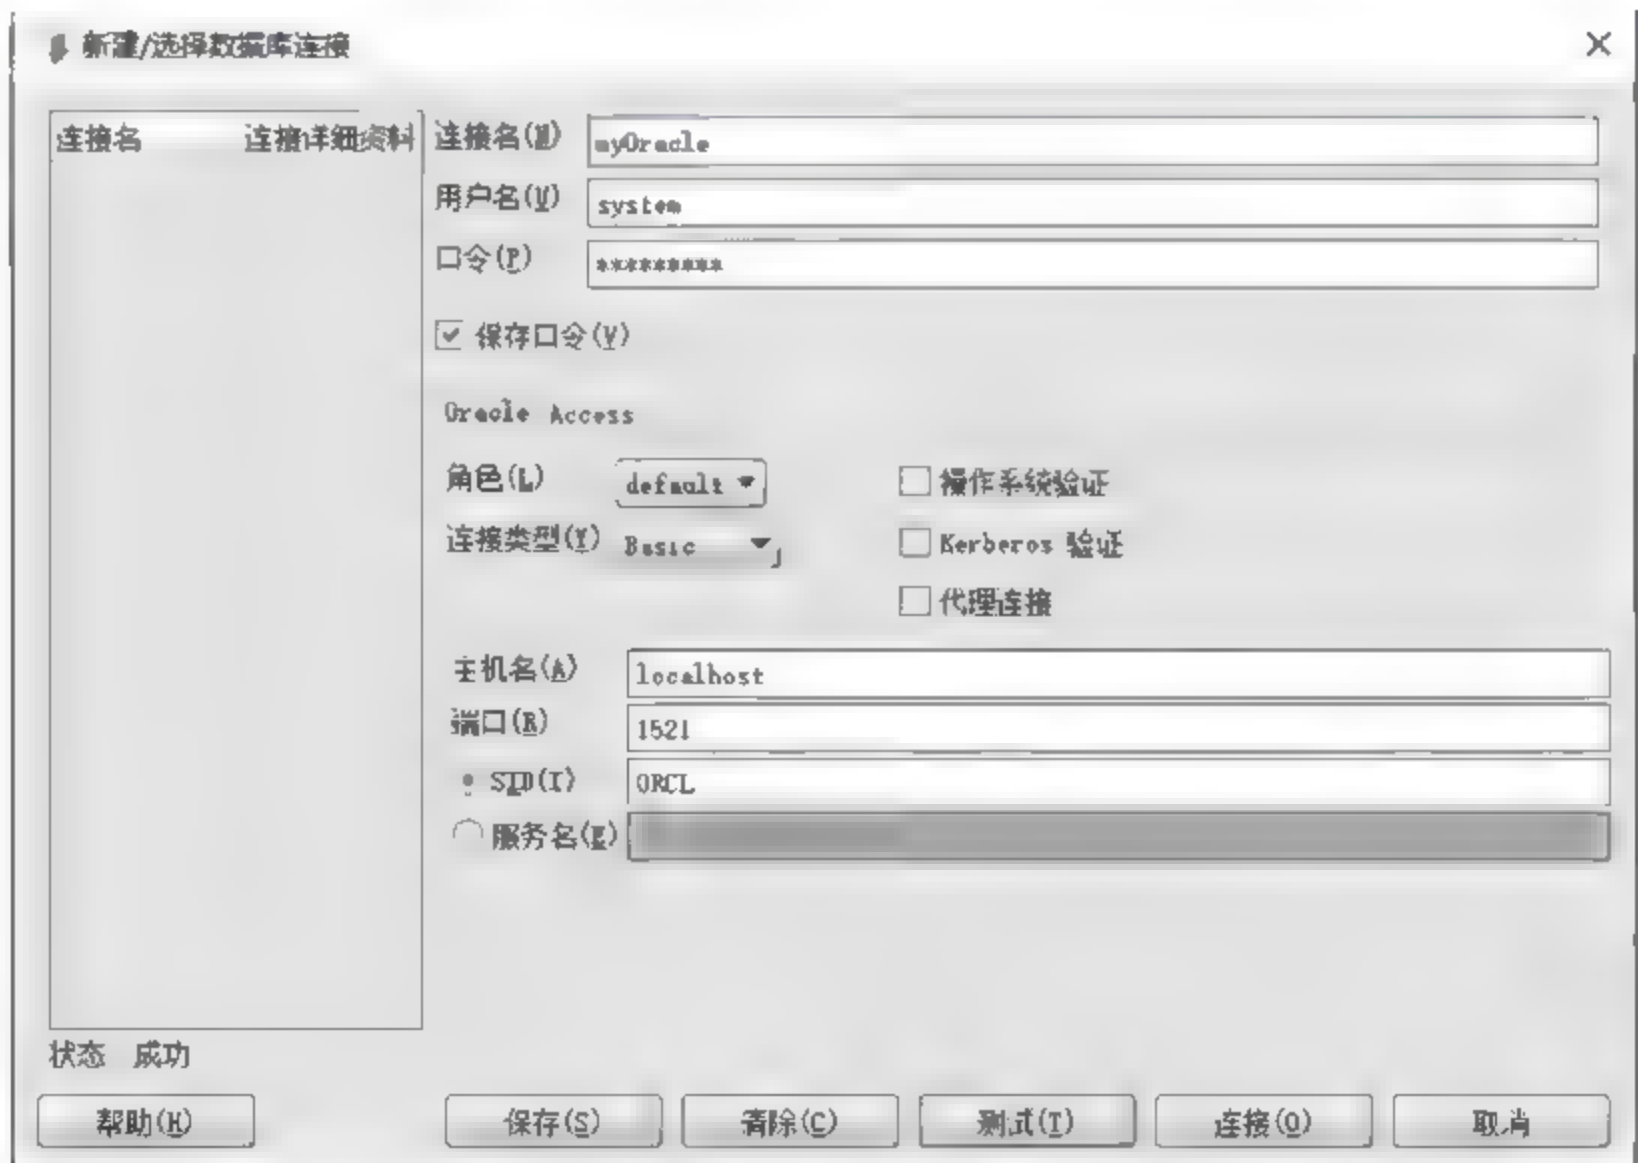 新建/选择数据库连接
连接名 连接详细资料
连接名(N) myOracle
用户名(U) system
口令(P) *********
保存口令(V)
Oracle Access
角色(L) default 操作系统验证
连接类型(Y) Basic Kerberos 验证
代理连接
主机名(A) localhost
端口(R) 1521
SID(I) ORCL
服务名(E)
状态 成功
帮助(H) 保存(S) 清除(C) 测试(T) 连接(O) 取消